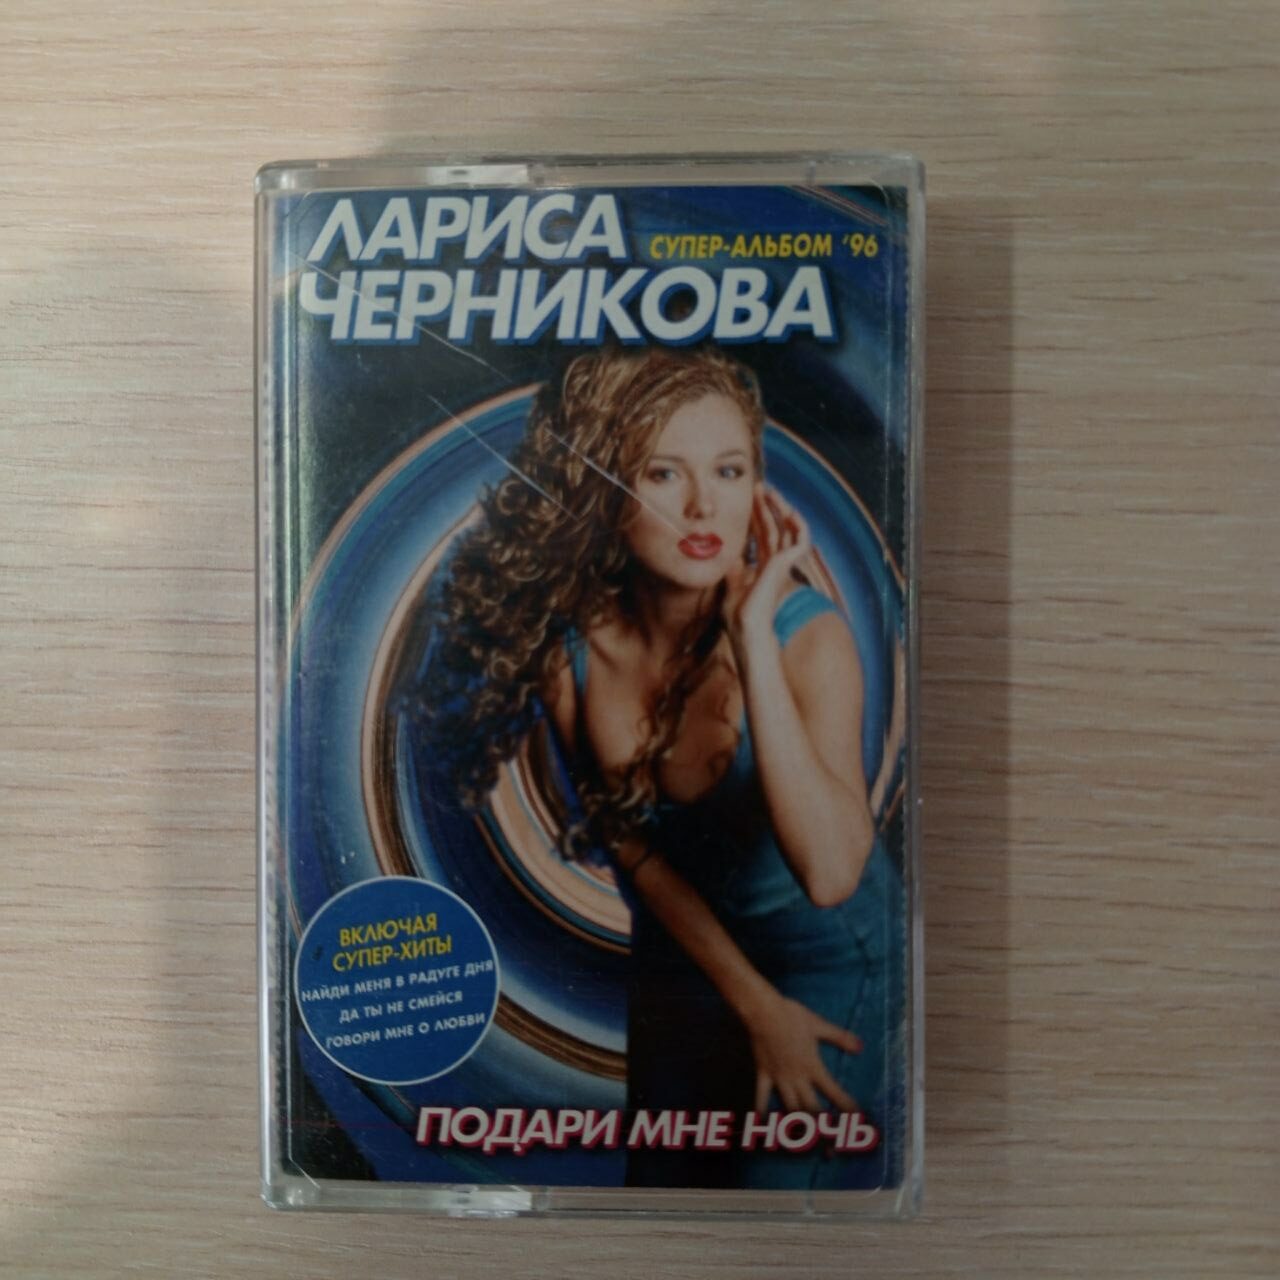 ЛАРИСА
СУПЕР-АЛЬБОМ '96
ЧЕРНИКОВА
ВКЛЮЧАЯ
СУПЕР-ХИТЫ
НАЙДИ МЕНЯ В РАДУГЕ ДНЯ
ДА ТЫ НЕ СМЕЙСЯ
ГОВОРИ МНЕ О ЛЮБВИ
ПОДАРИ МНЕ НОЧЬ